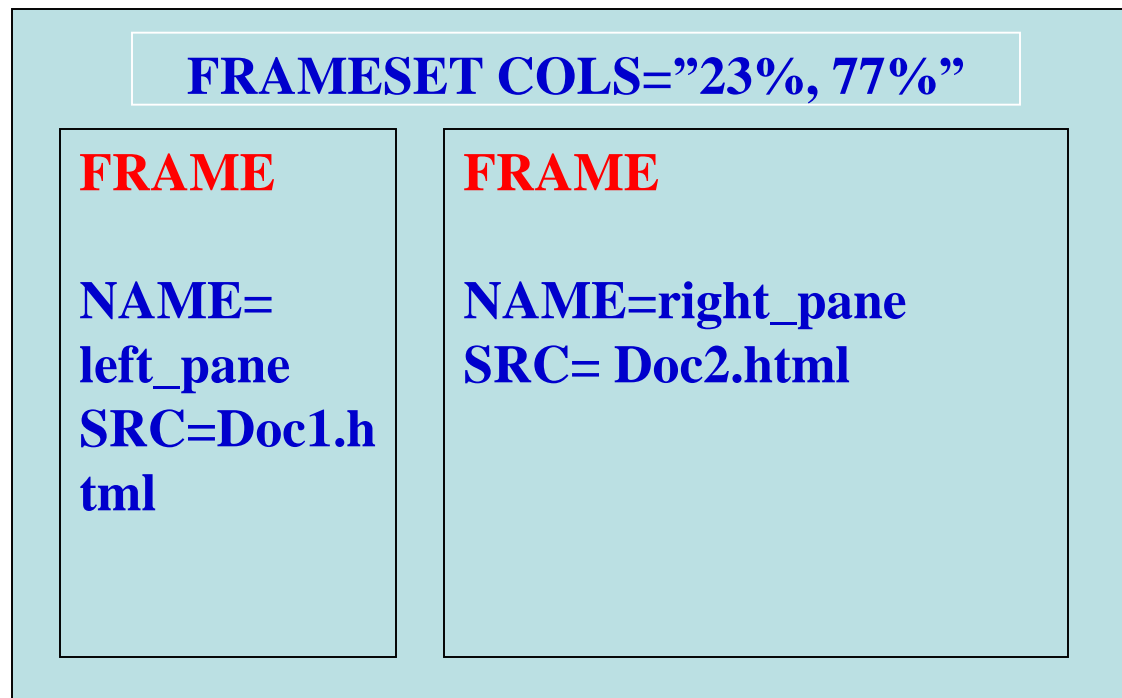 FRAMESET COLS=”23%, 77%”
FRAME
NAME=
left_pane
SRC=Doc1.h
tml
FRAME
NAME=right_pane
SRC= Doc2.html